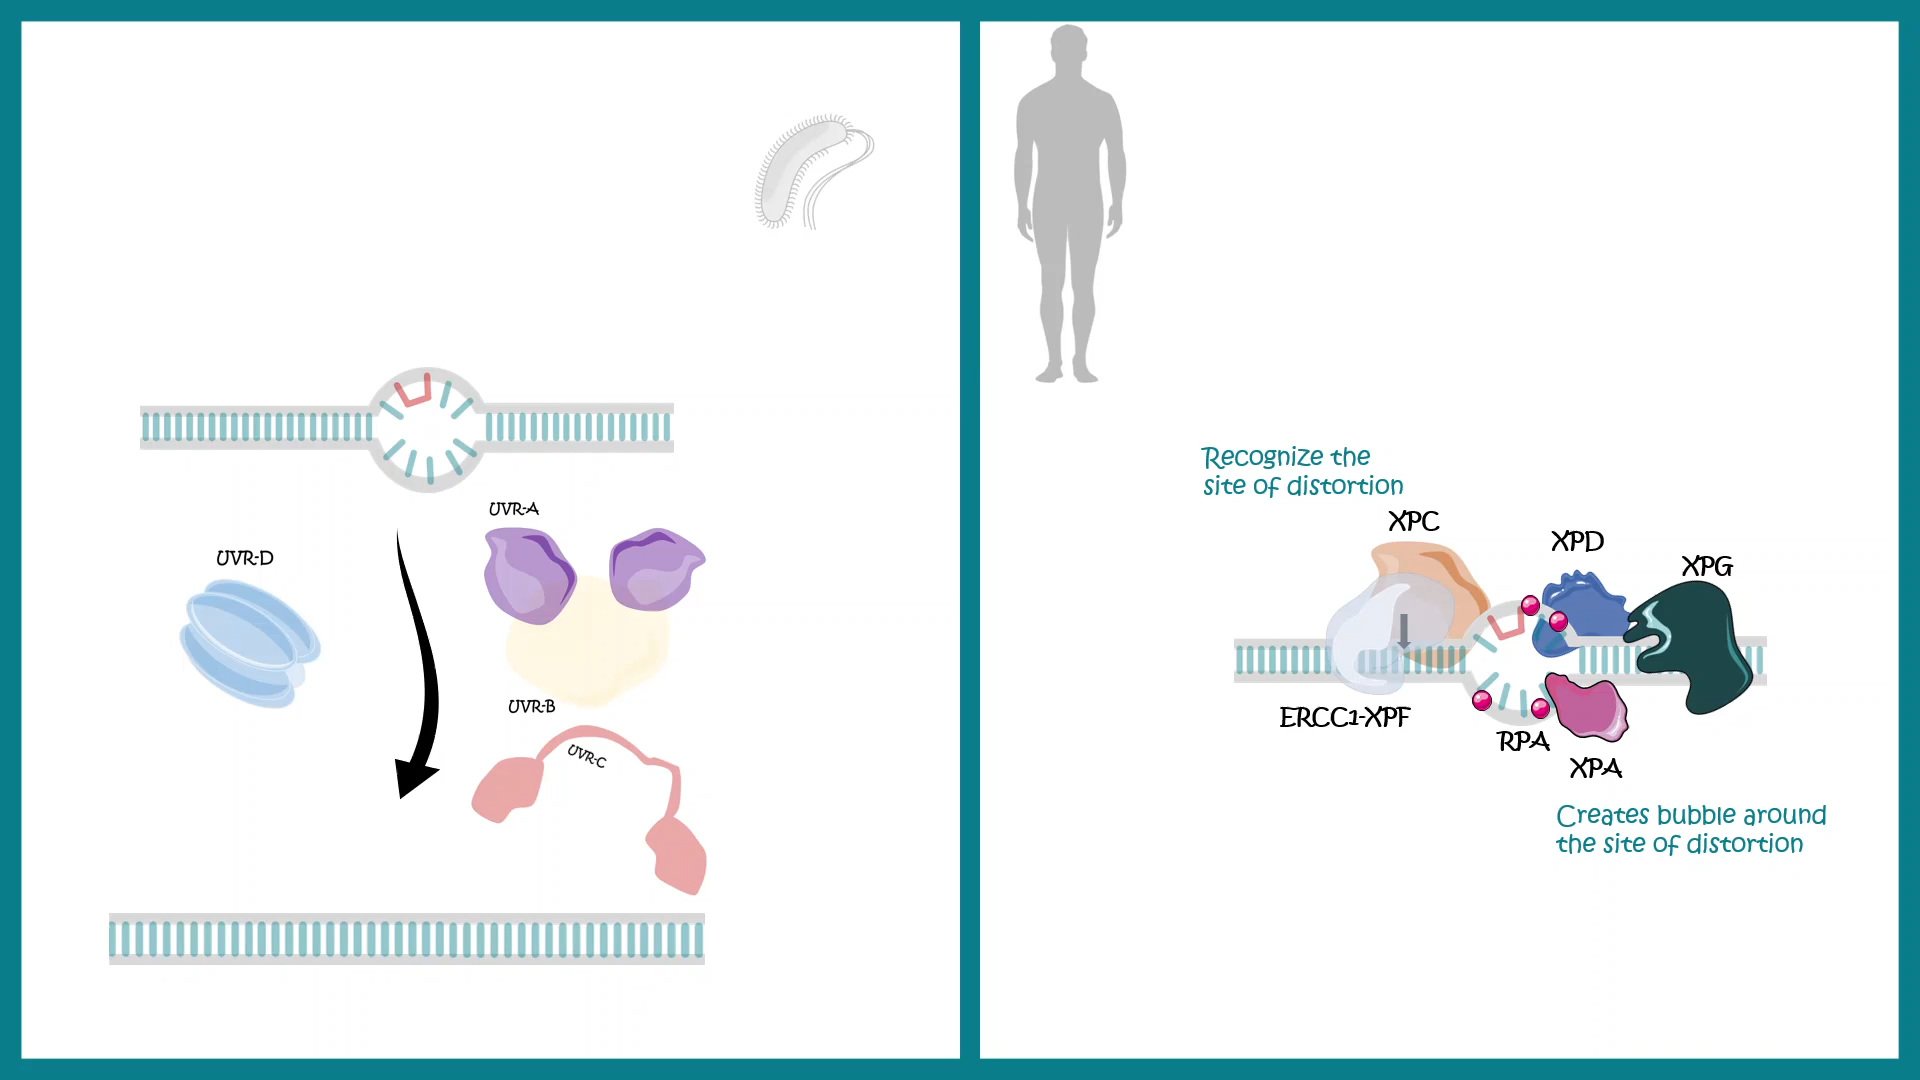 UVR-A
UVR-D
UVR-B
UVR-C
Recognize the
site of distortion
XPC
XPD
XPG
ERCC1-XPF
RPA
XPA
Creates bubble around
the site of distortion